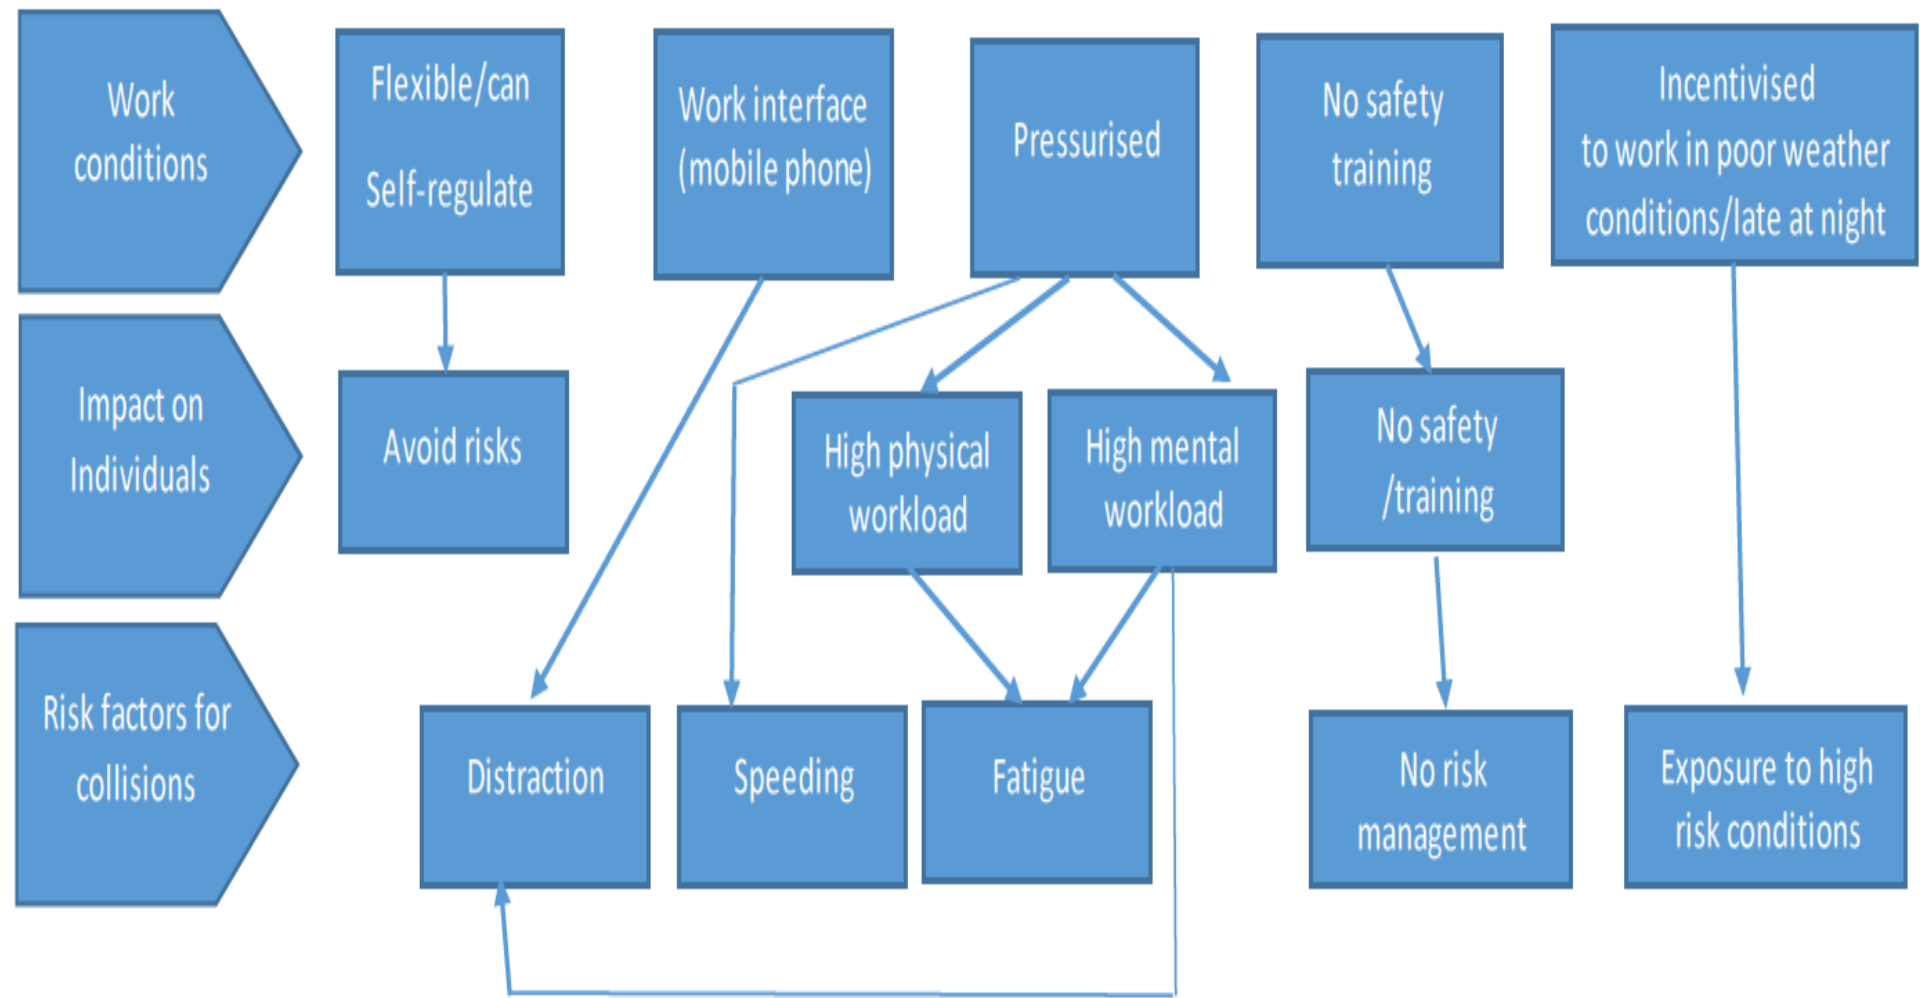 Work
conditions
Flexible/can
Self-regulate
Work interface
(mobile phone)
Pressurised
No safety
training
Incentivised
to work in poor weather
conditions/late at night
Impact on
Individuals
Avoid risks
High physical
workload
High mental
workload
No safety
/training
Risk factors for
collisions
Distraction
Speeding
Fatigue
No risk
management
Exposure to high
risk conditions